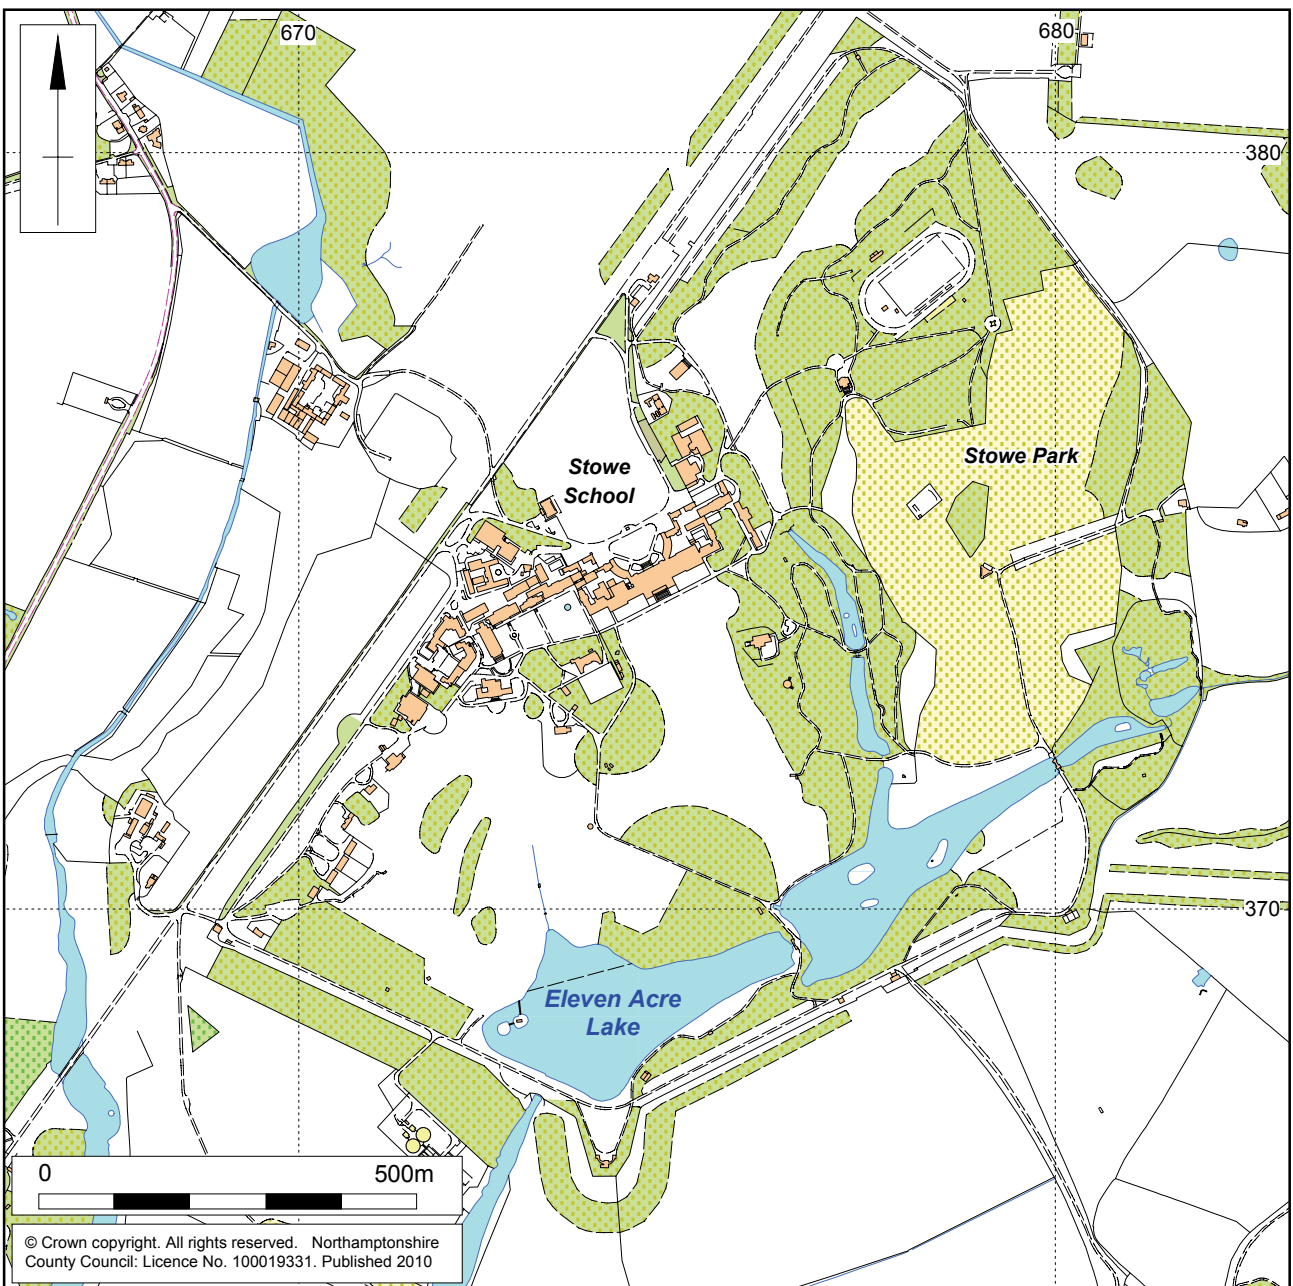 670
680
380
Stowe
School
Stowe Park
370
Eleven Acre
Lake
0 500m
© Crown copyright. All rights reserved. Northamptonshire
County Council: Licence No. 100019331. Published 2010